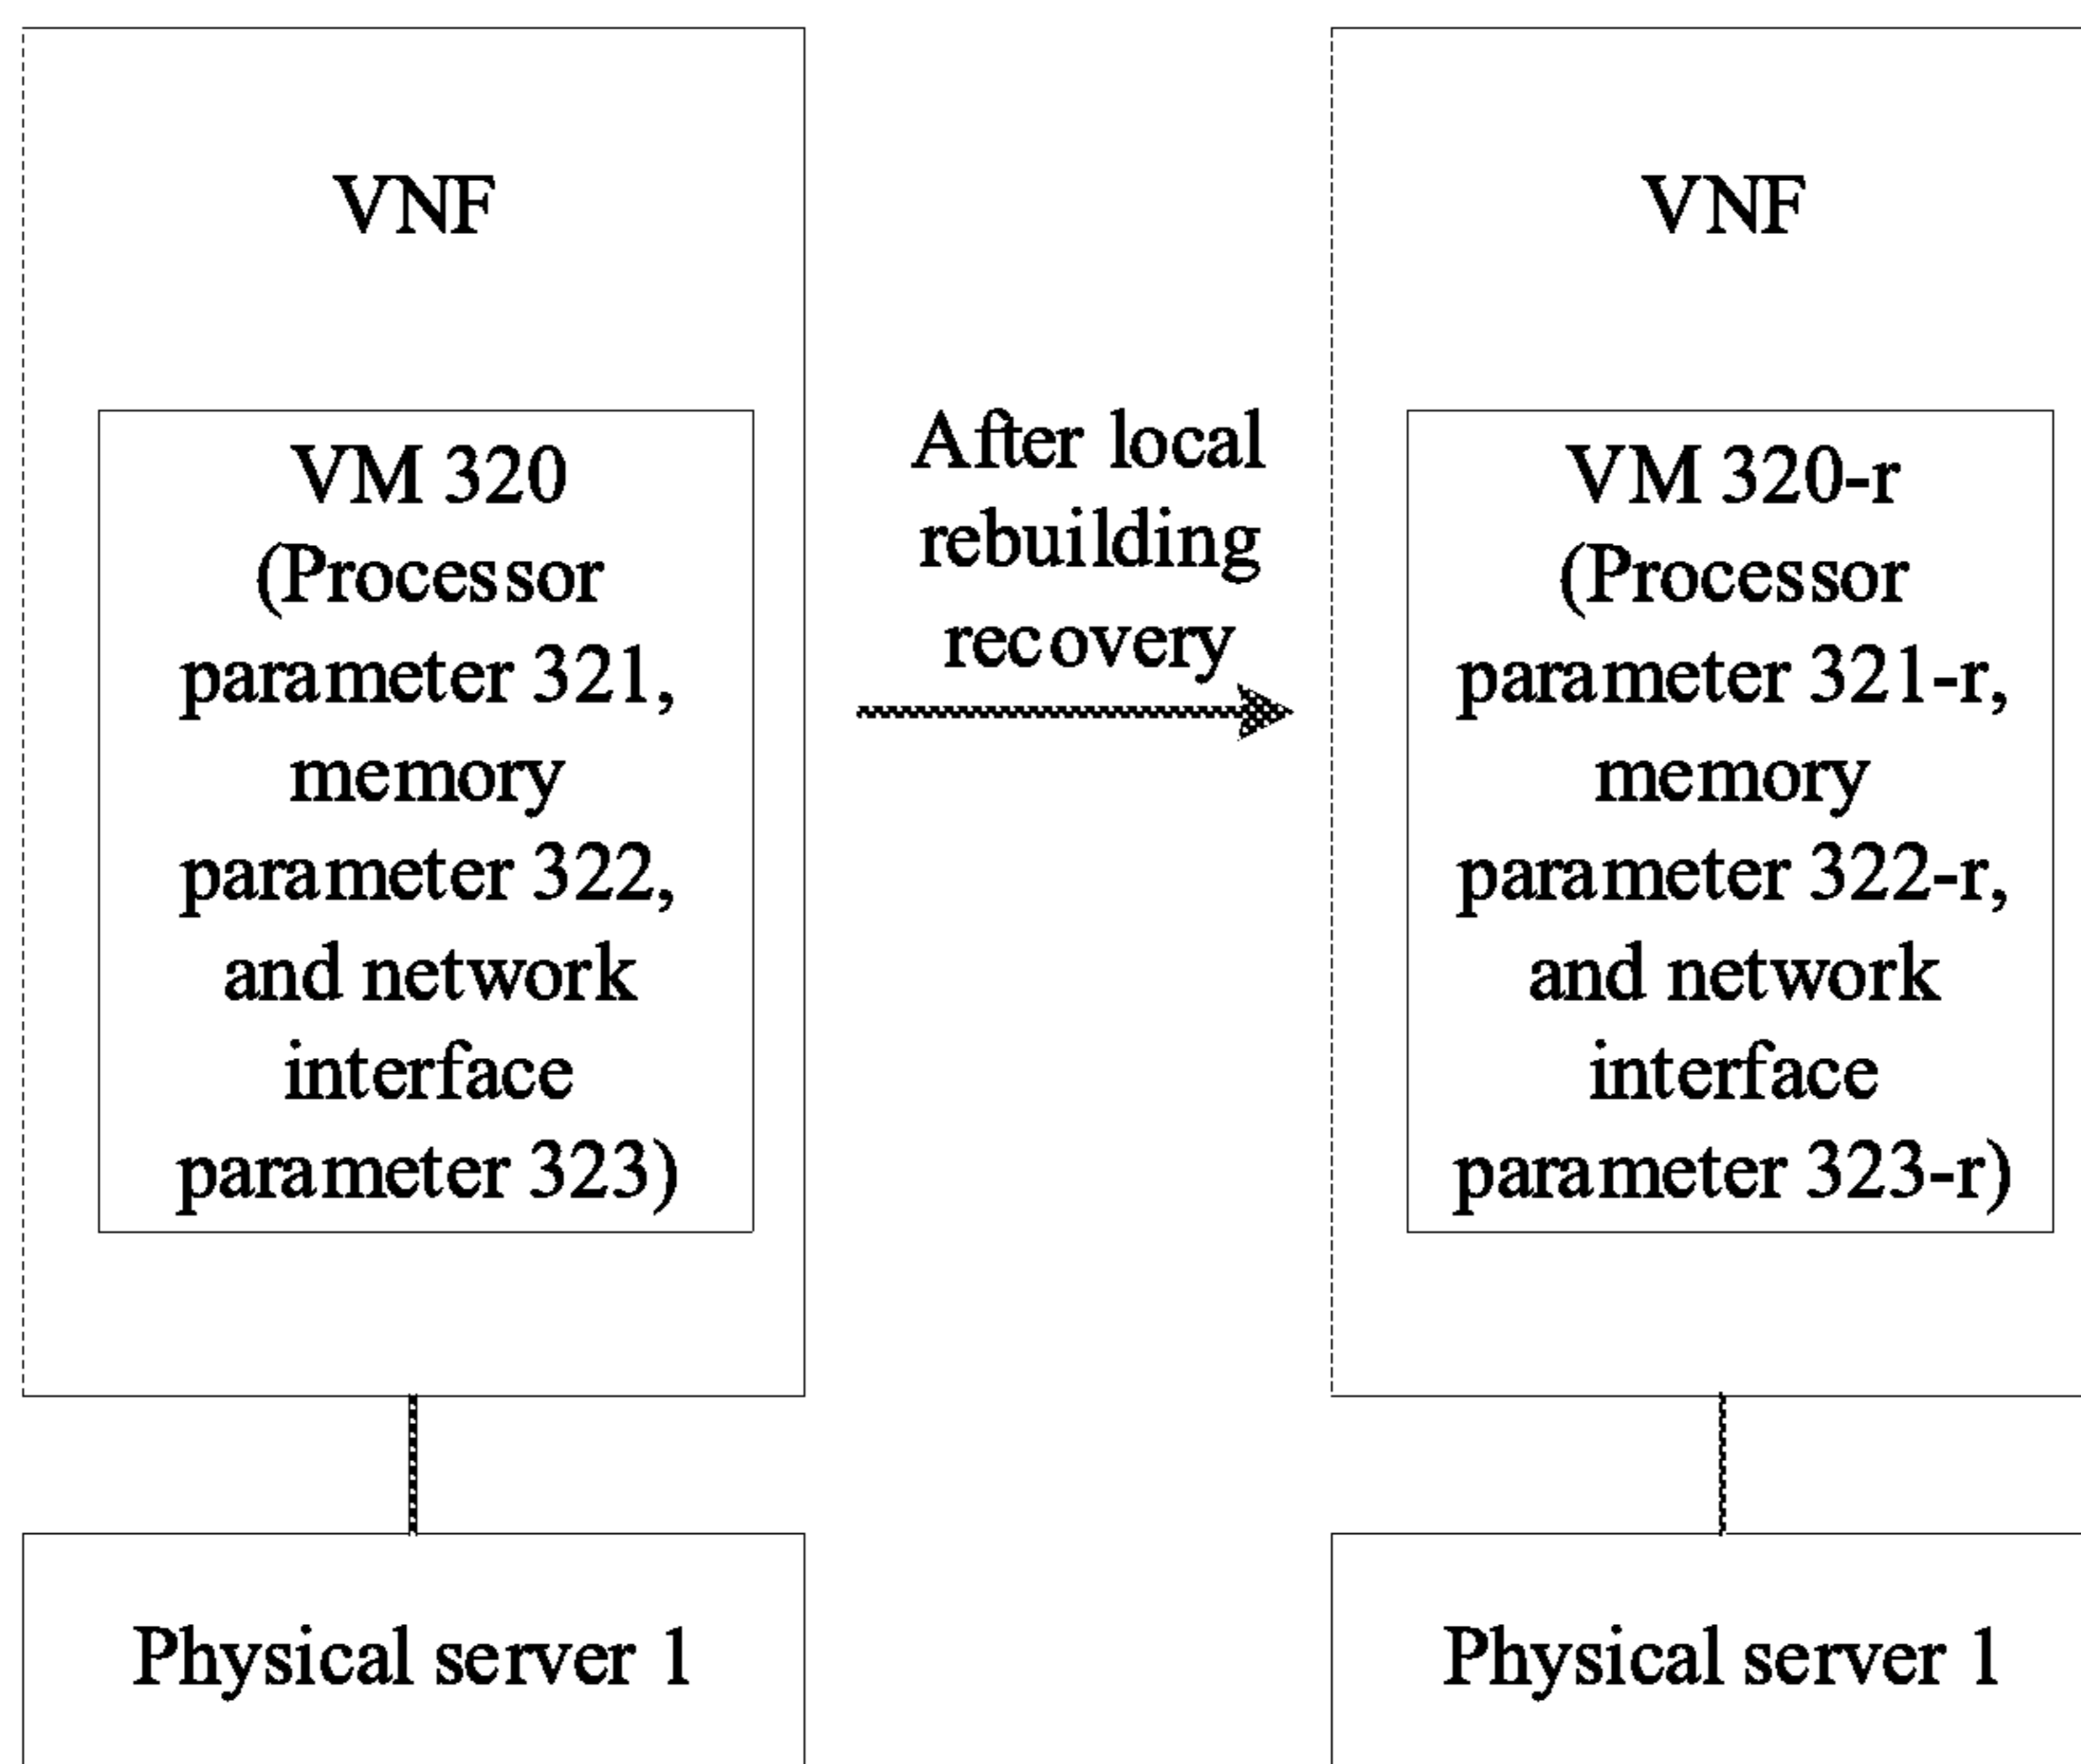 VNF
VM 320
(Processor
parameter 321,
memory
parameter 322,
and network
interface
parameter 323)
Physical server 1
After local
rebuilding
recovery
VNF
VM 320-r
(Processor
parameter 321-r,
memory
parameter 322-r,
and network
interface
parameter 323-r)
Physical server 1